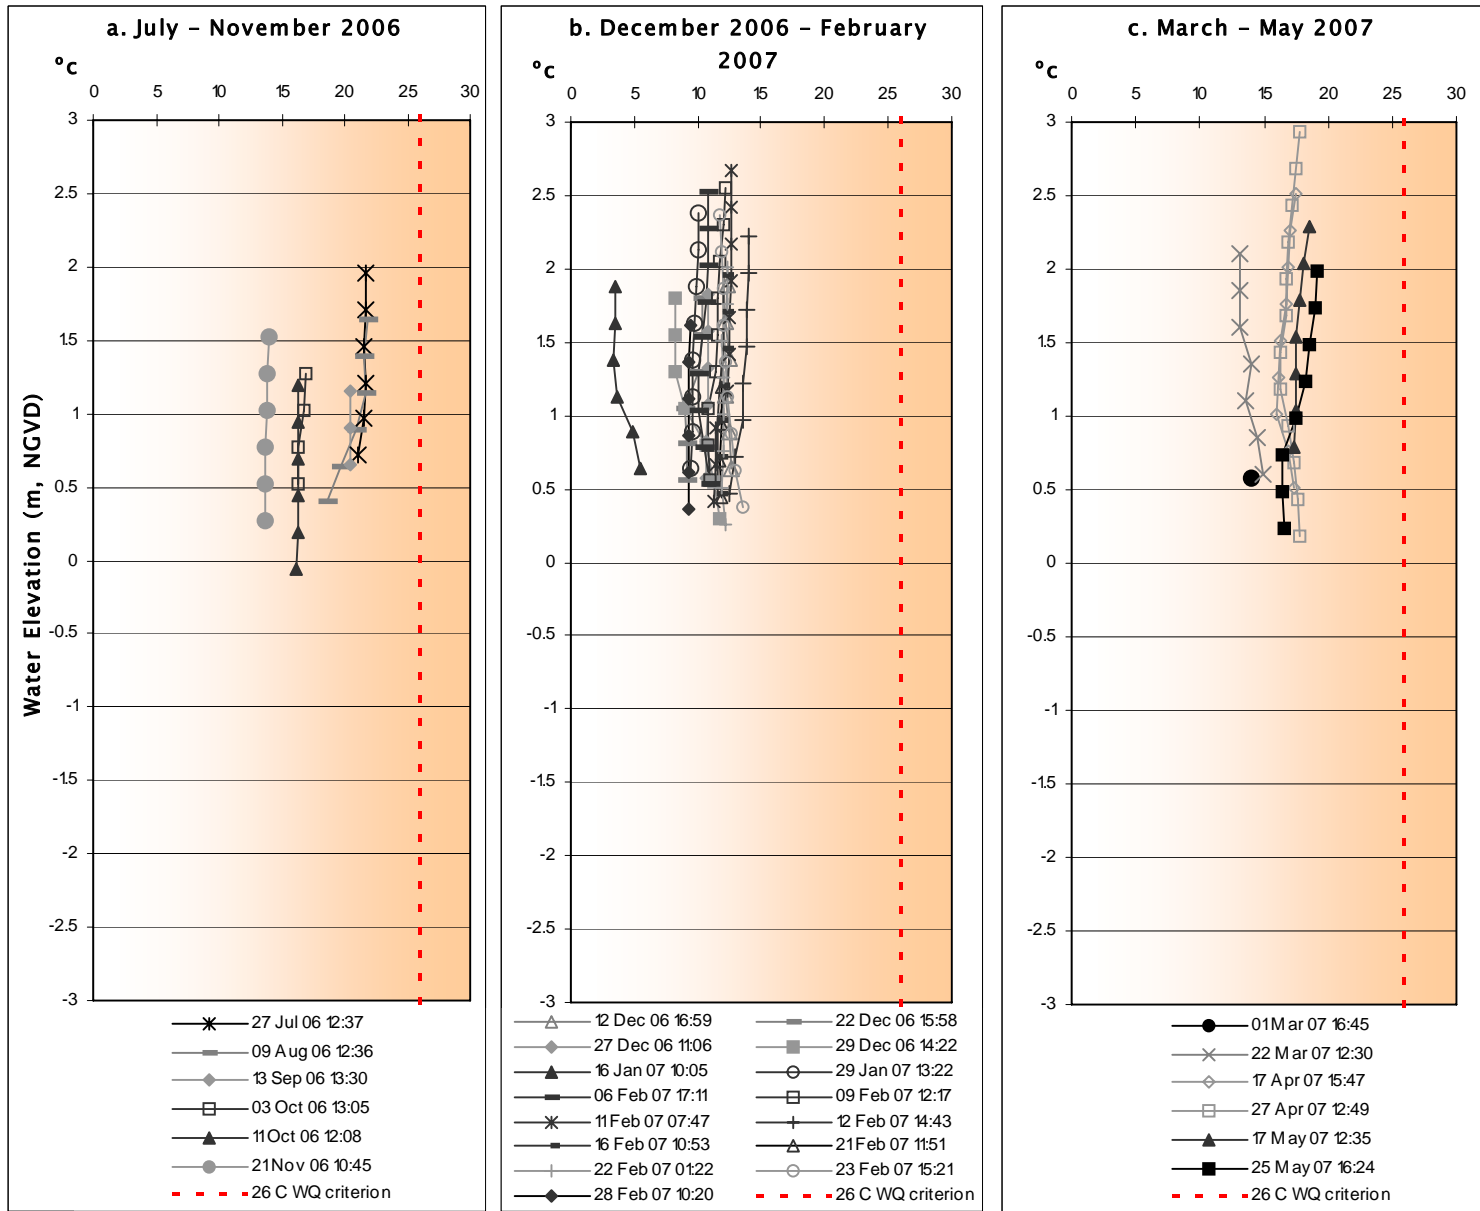 a. July – November 2006
°c
0 5 10 15 20 25 30
3
2.5
2
1.5
1
0.5
0
-0.5
-1
-1.5
-2
-2.5
-3
Water Elevation (m, NGVD)
27 Jul 06 12:37
09 Aug 06 12:36
13 Sep 06 13:30
03 Oct 06 13:05
11 Oct 06 12:08
21 Nov 06 10:45
26 C WQ criterion
b. December 2006 – February
2007
°c
0 5 10 15 20 25 30
3
2.5
2
1.5
1
0.5
0
-0.5
-1
-1.5
-2
-2.5
-3
12 Dec 06 16:59 22 Dec 06 15:58
27 Dec 06 11:06 29 Dec 06 14:22
16 Jan 07 10:05 29 Jan 07 13:22
06 Feb 07 17:11 09 Feb 07 12:17
11 Feb 07 07:47 12 Feb 07 14:43
16 Feb 07 10:53 21 Feb 07 11:51
22 Feb 07 01:22 23 Feb 07 15:21
28 Feb 07 10:20 26 C WQ criterion
c. March – May 2007
°c
0 5 10 15 20 25 30
3
2.5
2
1.5
1
0.5
0
-0.5
-1
-1.5
-2
-2.5
-3
01 Mar 07 16:45
22 Mar 07 12:30
17 Apr 07 15:47
27 Apr 07 12:49
17 May 07 12:35
25 May 07 16:24
26 C WQ criterion